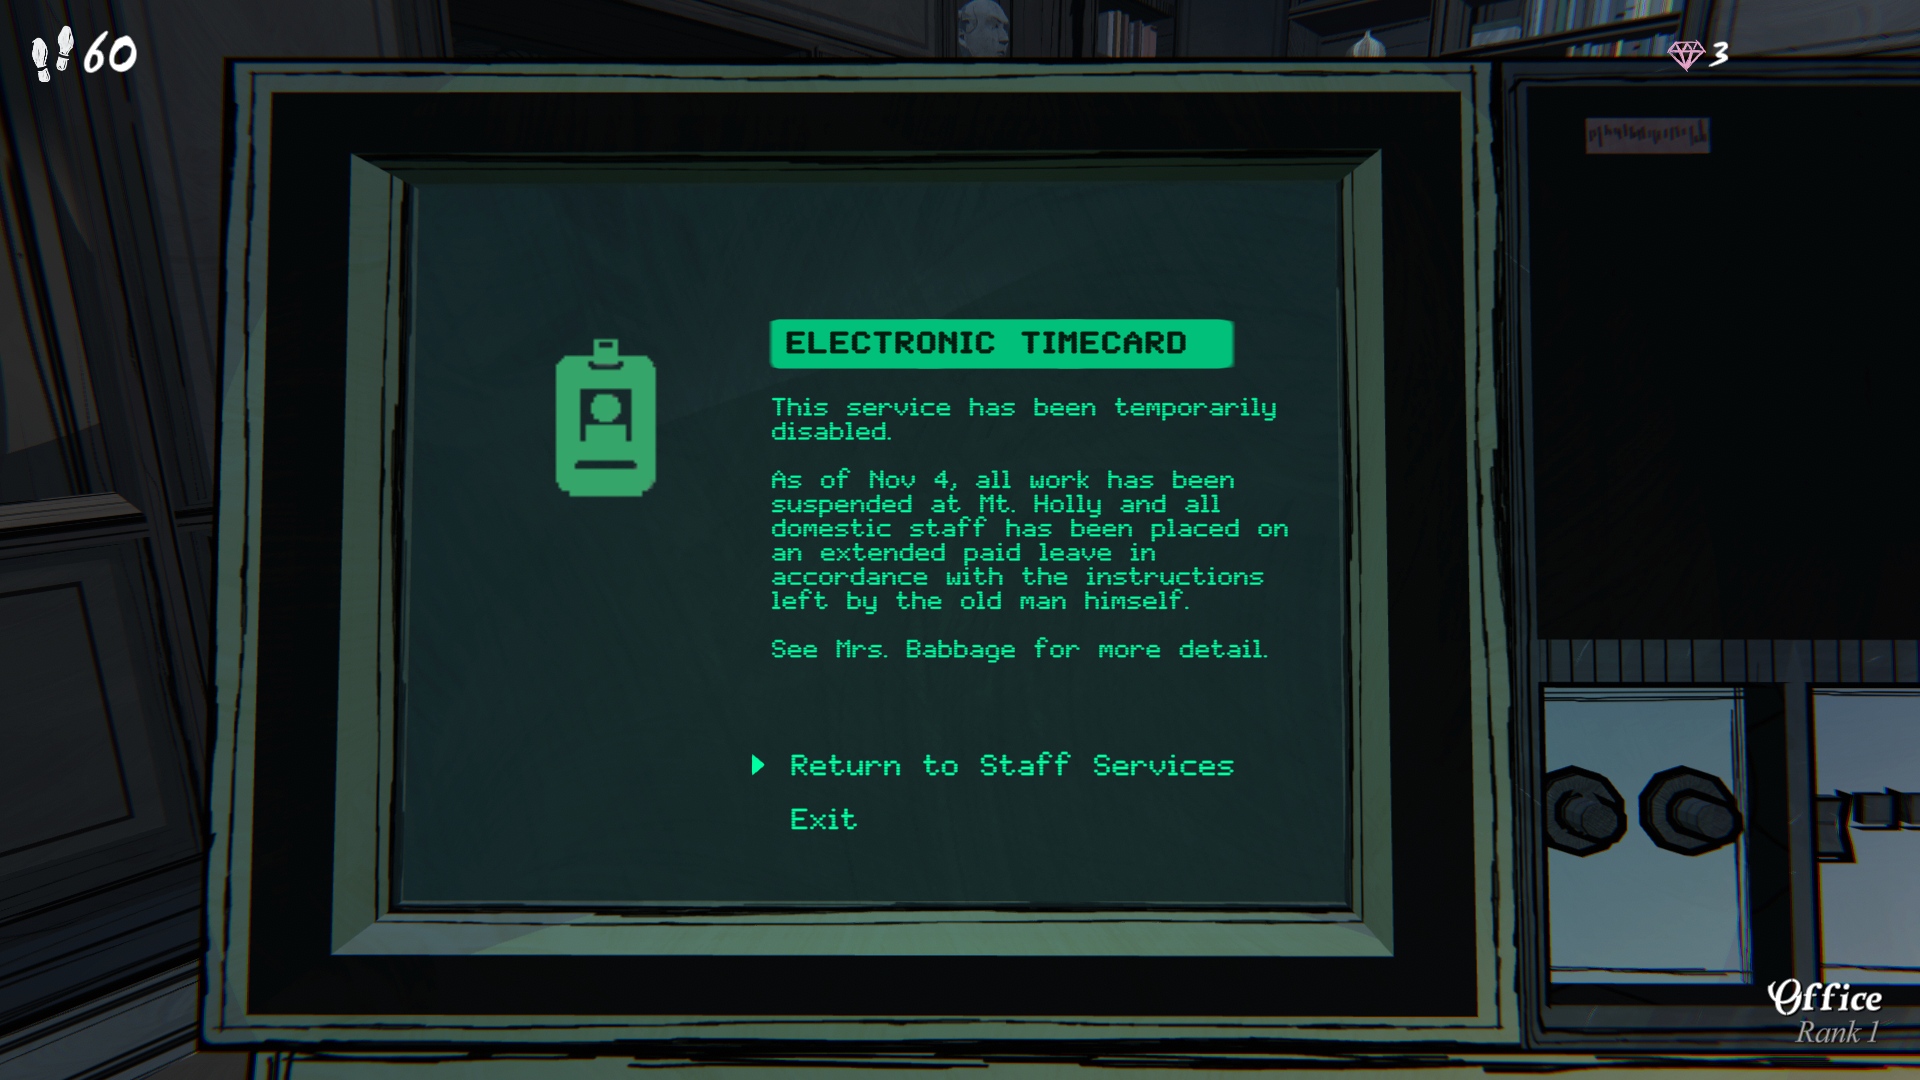 60
3
ELECTRONIC TIMECARD
This service has been temporarily
disabled.
As of Nov 4, all work has been
suspended at Mt. Holly and all
domestic staff has been placed on
an extended paid leave in
accordance with the instructions
left by the old man himself.
See Mrs. Babbage for more detail.
Return to Staff Services
Exit
Office
Rank 1